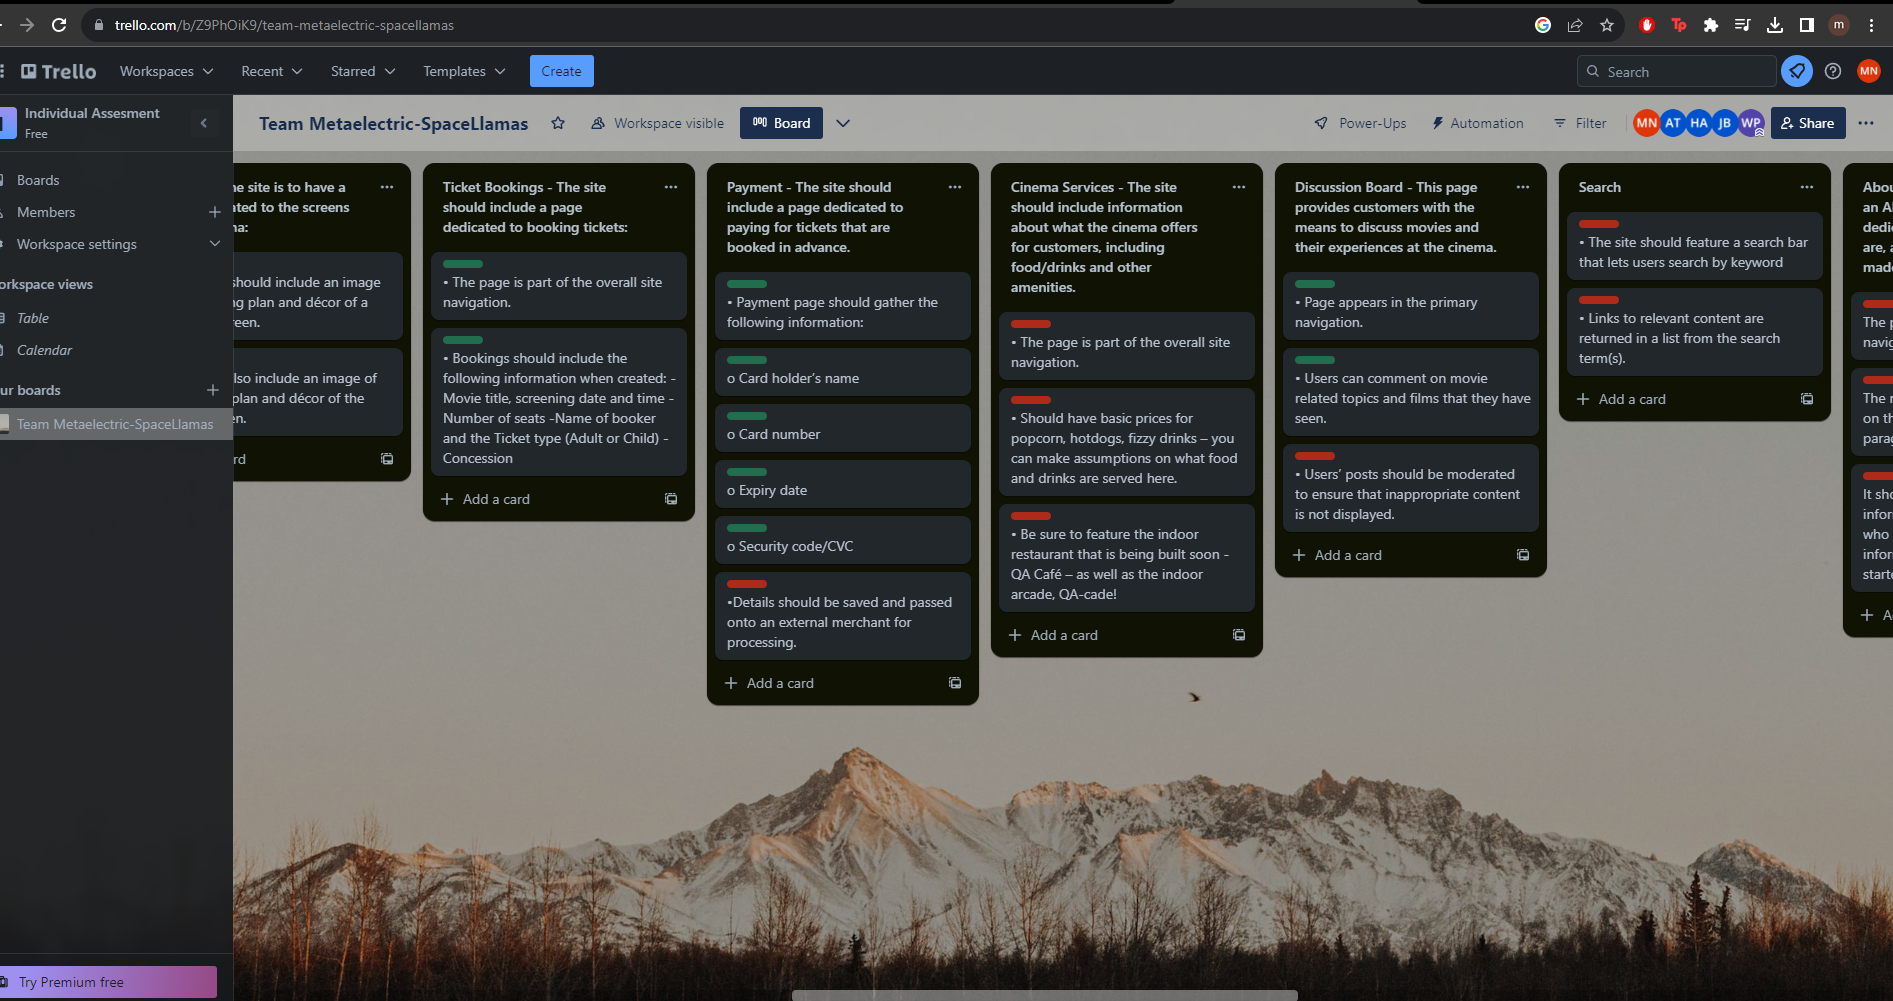 trello.com/b/Z9PhOiK9/team-metaelectric-spacellamas
Tp
m
Trello
Workspaces
Recent
Starred
Templates
Create
Search
MN
Individual Assesment
Free
Team Metaelectric-SpaceLlamas
Workspace visible
Board
Power-Ups
Automation
Filter
MN
AT
HA
JB
WP
Share
Boards
Members
Workspace settings
orkspace views
Table
Calendar
ur boards
Team Metaelectric-SpaceLlamas
Try Premium free
ne site is to have a
ated to the screens
na:
should include an image
ng plan and décor of a
reen.
lso include an image of
plan and décor of the
n.
rd
Ticket Bookings - The site
should include a page
dedicated to booking tickets:
• The page is part of the overall site
navigation.
• Bookings should include the
following information when created: -
Movie title, screening date and time -
Number of seats -Name of booker
and the Ticket type (Adult or Child) -
Concession
Add a card
Payment - The site should
include a page dedicated to
paying for tickets that are
booked in advance.
• Payment page should gather the
following information:
o Card holder’s name
o Card number
o Expiry date
o Security code/CVC
•Details should be saved and passed
onto an external merchant for
processing.
Add a card
Cinema Services - The site
should include information
about what the cinema offers
for customers, including
food/drinks and other
amenities.
• The page is part of the overall site
navigation.
• Should have basic prices for
popcorn, hotdogs, fizzy drinks – you
can make assumptions on what food
and drinks are served here.
• Be sure to feature the indoor
restaurant that is being built soon -
QA Café – as well as the indoor
arcade, QA-cade!
Add a card
Discussion Board - This page
provides customers with the
means to discuss movies and
their experiences at the cinema.
• Page appears in the primary
navigation.
• Users can comment on movie
related topics and films that they have
seen.
• Users’ posts should be moderated
to ensure that inappropriate content
is not displayed.
Add a card
Search
• The site should feature a search bar
that lets users search by keyword
• Links to relevant content are
returned in a list from the search
term(s).
Add a card
Abou
an Al
dedic
are, a
made
The p
navig
The r
on th
parag
It sho
infor
who
infor
starte
A